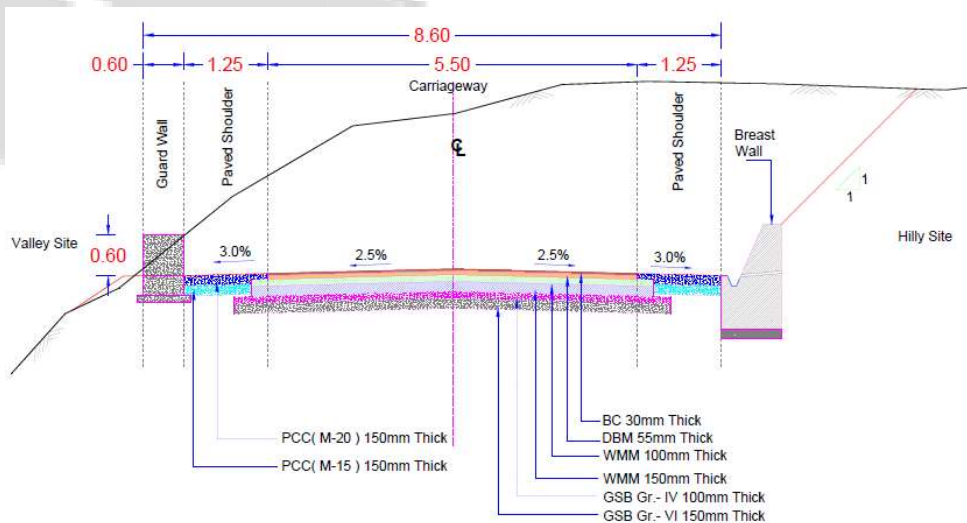 8.60
0.60
1.25
5.50
1.25
Carriageway
Guard Wall
Paved Shoulder
Paved Shoulder
Breast
Wall
℄
1
1
Valley Site
Hilly Site
0.60
3.0%
2.5%
2.5%
3.0%
BC 30mm Thick
PCC( M-20 ) 150mm Thick
DBM 55mm Thick
WMM 100mm Thick
PCC( M-15 ) 150mm Thick
WMM 150mm Thick
GSB Gr.- IV 100mm Thick
GSB Gr.- VI 150mm Thick